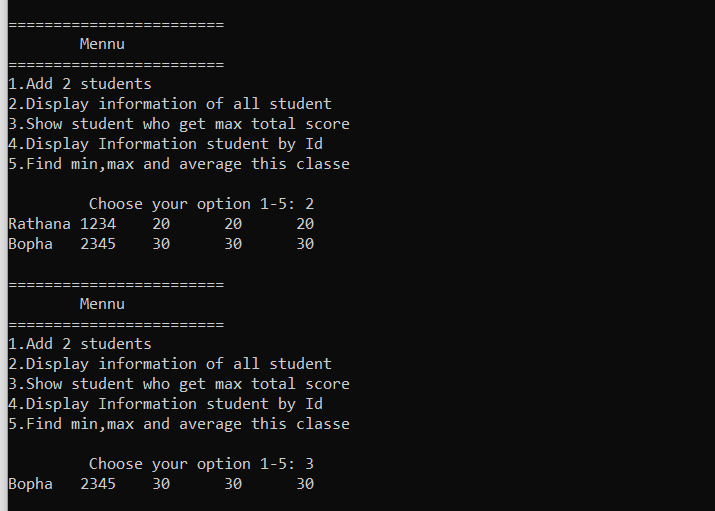 =========================
        Mennu
=========================
1.Add 2 students
2.Display information of all student
3.Show student who get max total score
4.Display Information student by Id
5.Find min,max and average this classe
         Choose your option 1-5: 2
Rathana 1234    20      20      20
Bopha   2345    30      30      30
=========================
        Mennu
=========================
1.Add 2 students
2.Display information of all student
3.Show student who get max total score
4.Display Information student by Id
5.Find min,max and average this classe
         Choose your option 1-5: 3
Bopha   2345    30      30      30